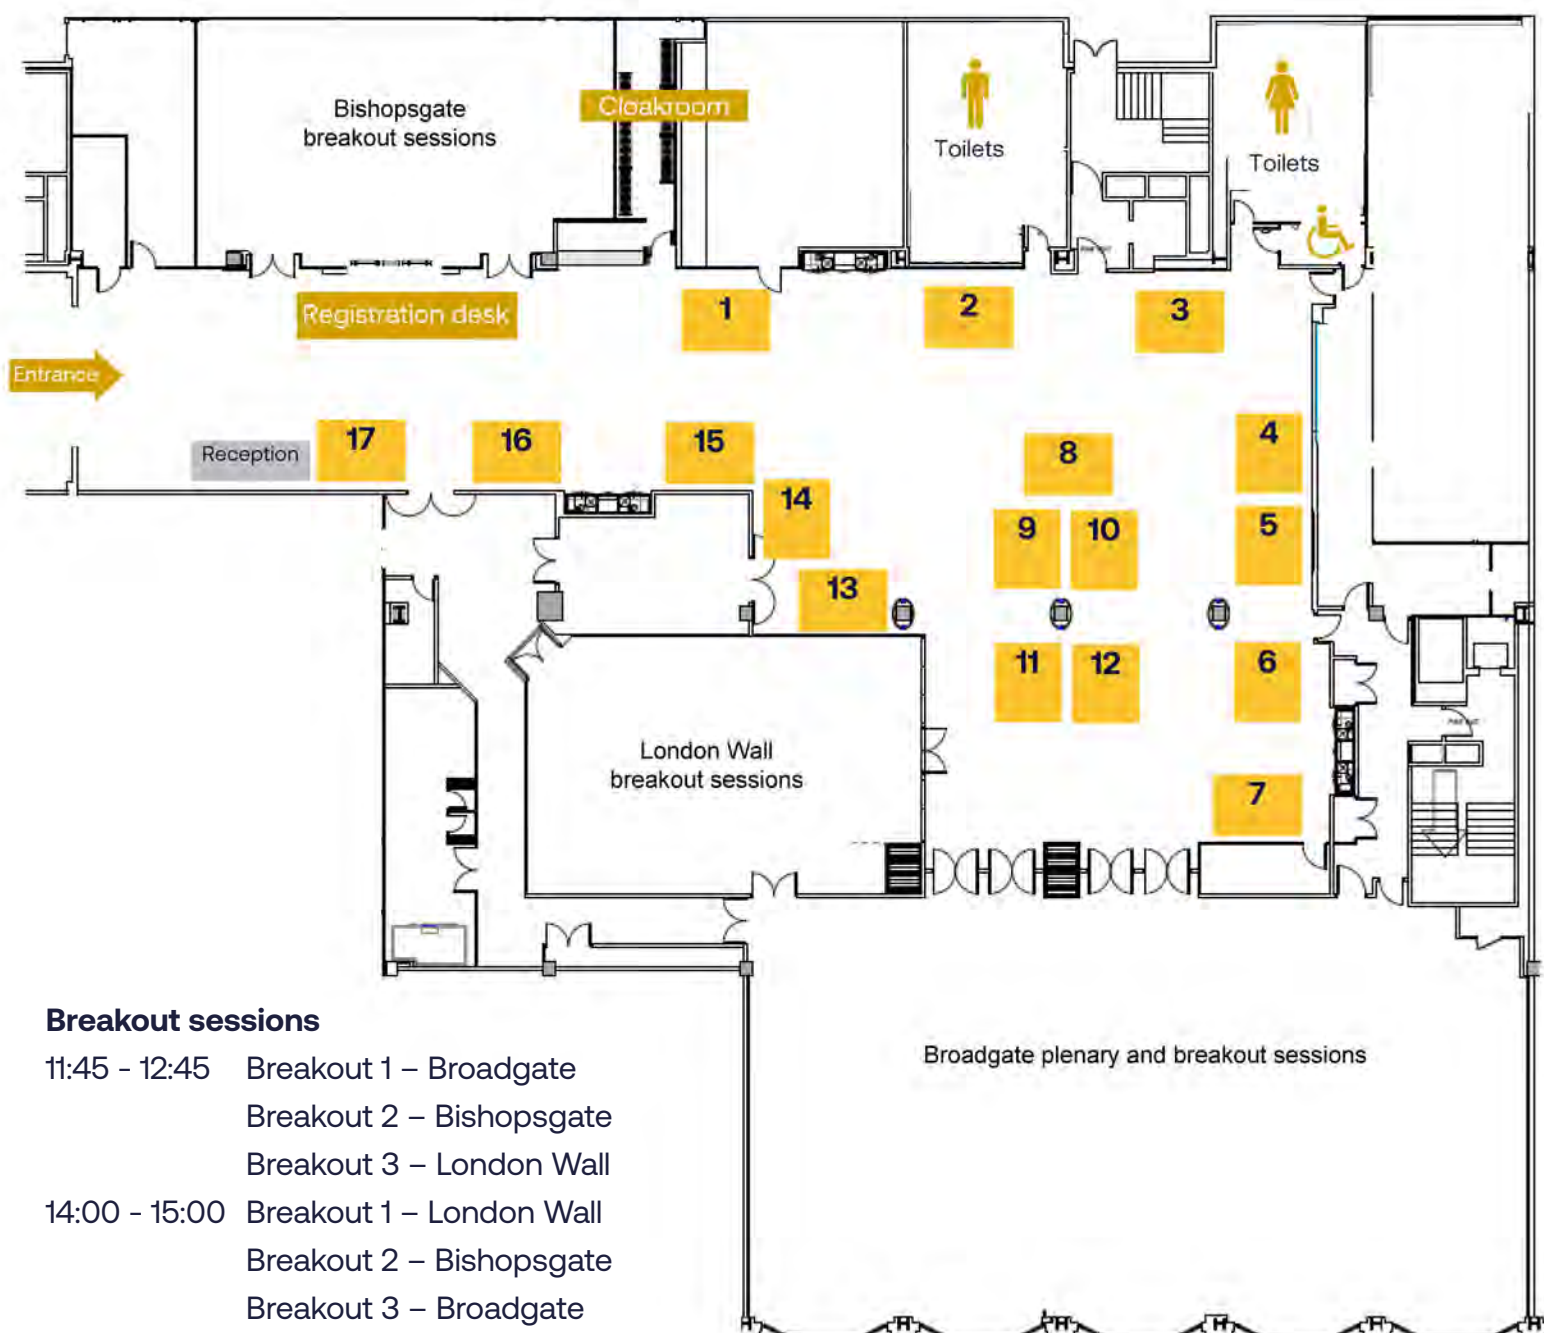 Bishopsgate
breakout sessions
Cloakroom
Toilets
Toilets
Registration desk
1
2
3
Entrance
Reception
17
16
15
8
4
14
9
10
5
13
11
12
6
London Wall
breakout sessions
7
Broadgate plenary and breakout sessions
Breakout sessions
11:45 - 12:45 Breakout 1 – Broadgate
Breakout 2 – Bishopsgate
Breakout 3 – London Wall
14:00 - 15:00 Breakout 1 – London Wall
Breakout 2 – Bishopsgate
Breakout 3 – Broadgate